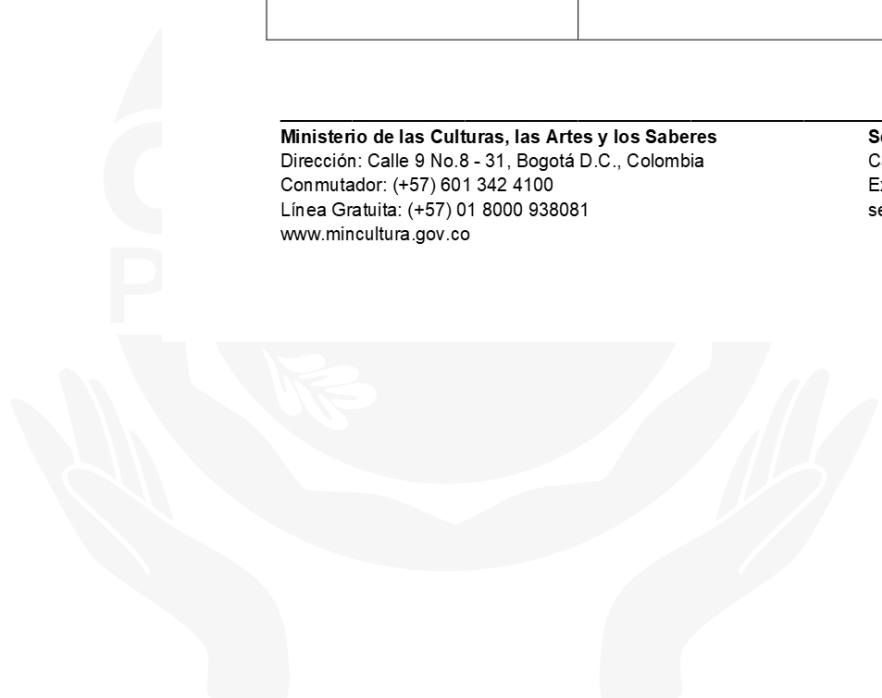 Ministerio de las Culturas, las Artes y los Saberes
Dirección: Calle 9 No.8 - 31, Bogotá D.C., Colombia
Conmutador: (+57) 601 342 4100
Línea Gratuita: (+57) 01 8000 938081
www.mincultura.gov.co